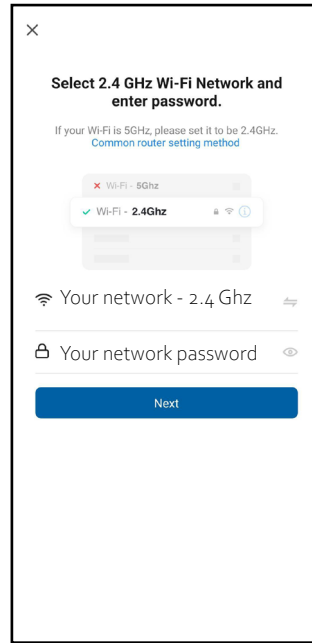 Select 2.4 GHz Wi-Fi Network and
enter password.
If your Wi-Fi is 5GHz, please set it to be 2.4GHz.
Common router setting method
Wi-Fi - 5Ghz
Wi-Fi - 2.4Ghz
Your network - 2.4 Ghz
Your network password
Next